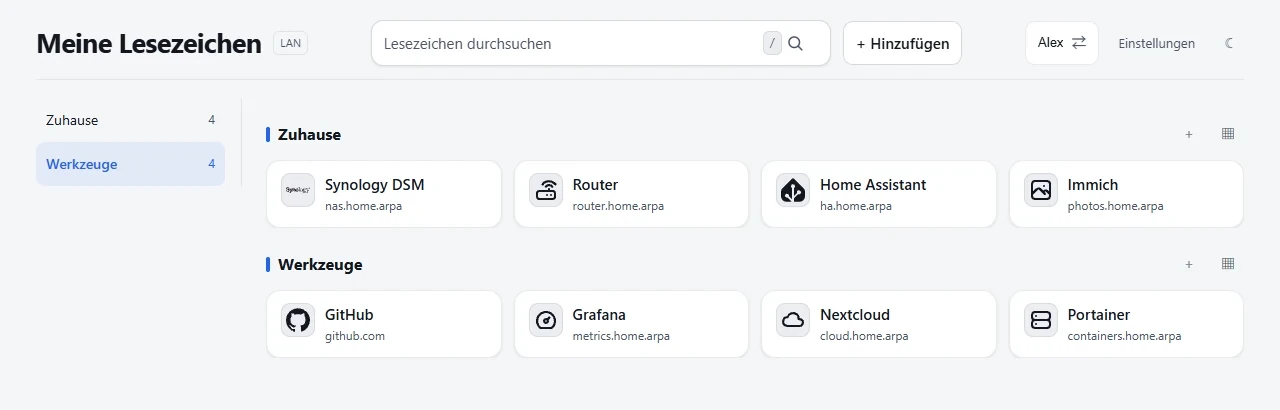 Meine Lesezeichen LAN
Lesezeichen durchsuchen /
+ Hinzufügen
Alex
Einstellungen
Zuhause 4
Werkzeuge 4
Zuhause
+
Synology
Synology DSM
nas.home.arpa
Router
router.home.arpa
Home Assistant
ha.home.arpa
Immich
photos.home.arpa
Werkzeuge
+
GitHub
github.com
Grafana
metrics.home.arpa
Nextcloud
cloud.home.arpa
Portainer
containers.home.arpa